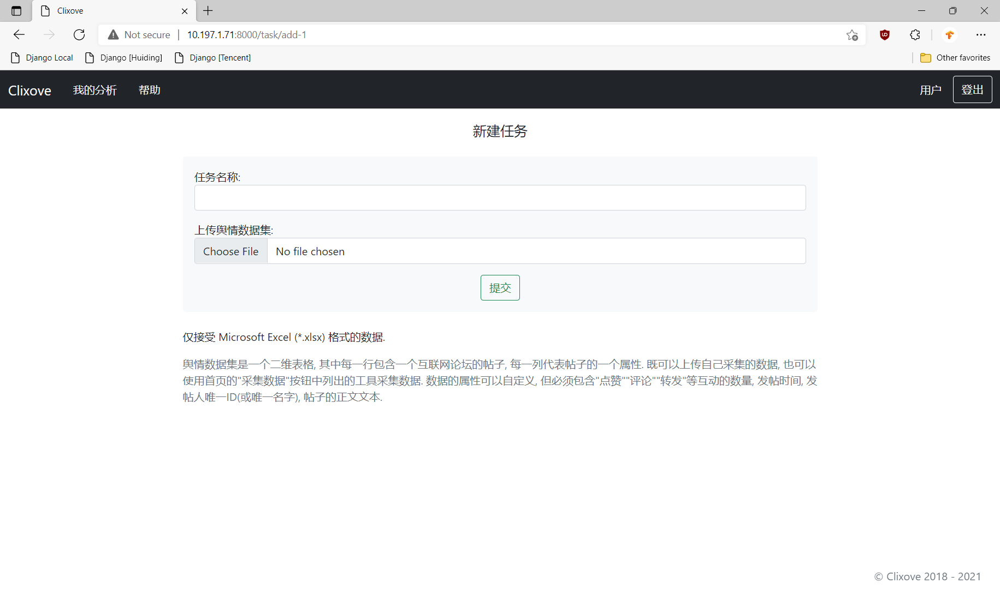 Clixove
Not secure
10.197.1.71:8000/task/add-1
Django Local
Django [Huiding]
Django [Tencent]
Other favorites
Clixove
我的分析
帮助
用户
登出
新建任务
任务名称:
上传舆情数据集:
Choose File
No file chosen
提交
仅接受 Microsoft Excel (*.xlsx) 格式的数据.
舆情数据集是一个二维表格, 其中每一行包含一个互联网论坛的帖子, 每一列代表帖子的一个属性. 既可以上传自己采集的数据, 也可以
使用首页的"采集数据"按钮中列出的工具采集数据. 数据的属性可以自定义, 但必须包含"点赞""评论""转发"等互动的数量, 发帖时间, 发
帖人唯一ID(或唯一名字), 帖子的正文文本.
© Clixove 2018 - 2021